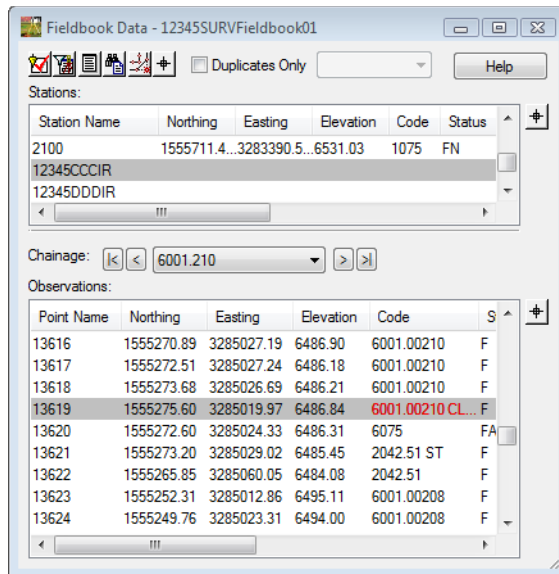 Fieldbook Data - 12345SURVFieldbook01
Duplicates Only Help
Stations:
Station Name Northing Easting Elevation Code Status
2100 1555711.4...3283390.5...6531.03 1075 FN
12345CCCIR
12345DDDIR
Chainage: |< < 6001.210 > >|
Observations:
Point Name Northing Easting Elevation Code S
13616 1555270.89 3285027.19 6486.90 6001.00210 F
13617 1555272.51 3285027.24 6486.18 6001.00210 F
13618 1555273.68 3285026.69 6486.21 6001.00210 F
13619 1555275.60 3285019.97 6486.84 6001.00210 CL... F
13620 1555272.60 3285024.33 6486.31 6075 FA
13621 1555273.20 3285029.02 6485.45 2042.51 ST F
13622 1555265.85 3285060.05 6484.08 2042.51 F
13623 1555252.31 3285012.86 6495.11 6001.00208 F
13624 1555249.76 3285023.31 6494.00 6001.00208 F